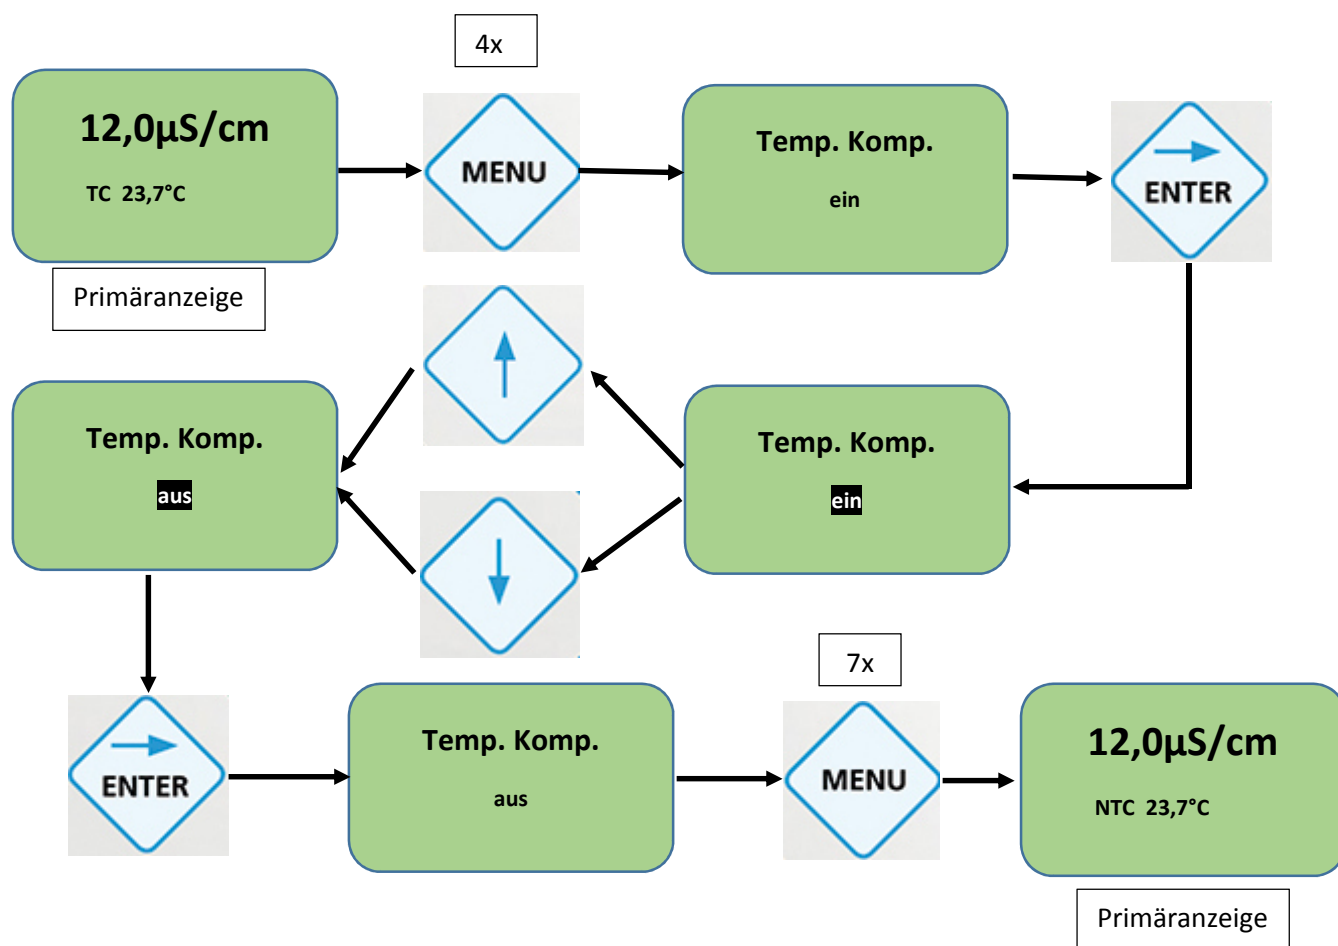 4x
12,0µS/cm
TC 23,7°C
Primäranzeige
MENU
Temp. Komp.
ein
ENTER
Temp. Komp.
ein
Temp. Komp.
aus
ENTER
Temp. Komp.
aus
7x
MENU
12,0µS/cm
NTC 23,7°C
Primäranzeige